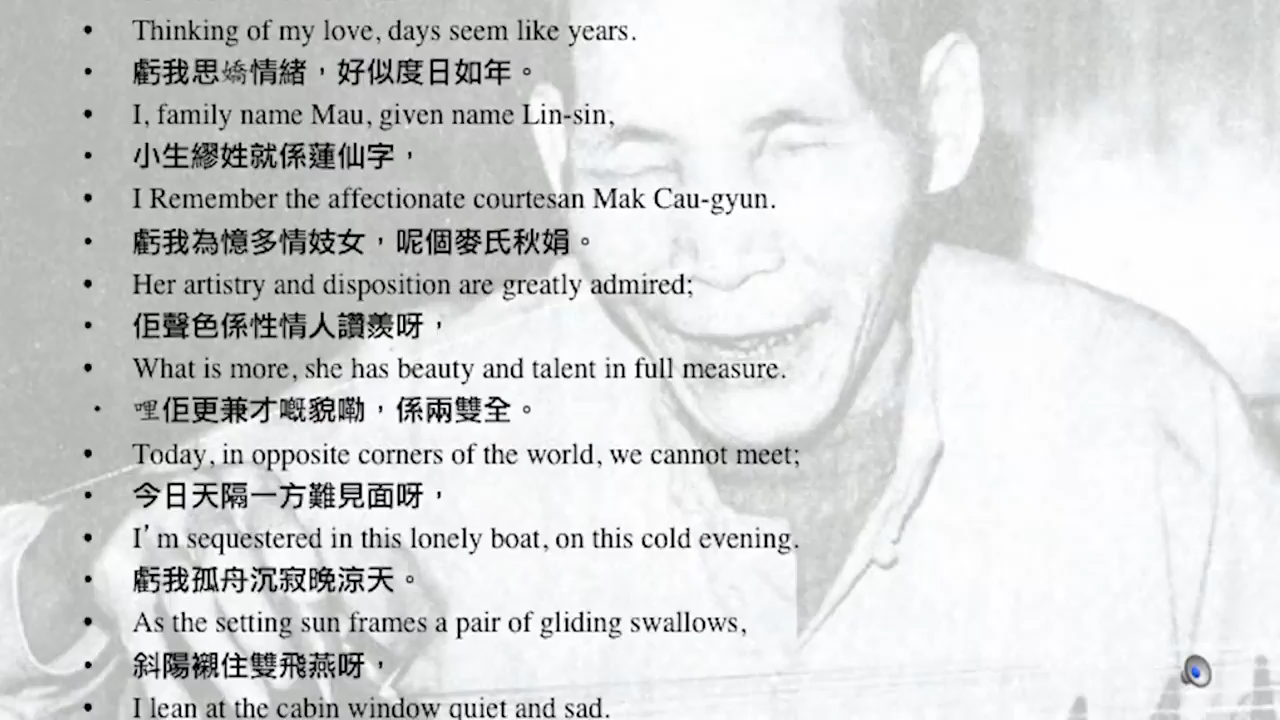 • Thinking of my love, days seem like years.
• 虧我思嬌情緒，好似度日如年。
• I, family name Mau, given name Lin-sin,
• 小生繆姓就係蓮仙字，
• I Remember the affectionate courtesan Mak Cau-gyun.
• 虧我為憶多情妓女，呢個麥氏秋娟。
• Her artistry and disposition are greatly admired;
• 佢聲色係性情人讚羨呀，
• What is more, she has beauty and talent in full measure.
• 哩佢更兼才嘅貌嘞，係兩雙全。
• Today, in opposite corners of the world, we cannot meet;
• 今日天隔一方難見面呀，
• I’m sequestered in this lonely boat, on this cold evening.
• 虧我孤舟沉寂晚涼天。
• As the setting sun frames a pair of gliding swallows,
• 斜陽襯住雙飛燕呀，
• I lean at the cabin window quiet and sad.